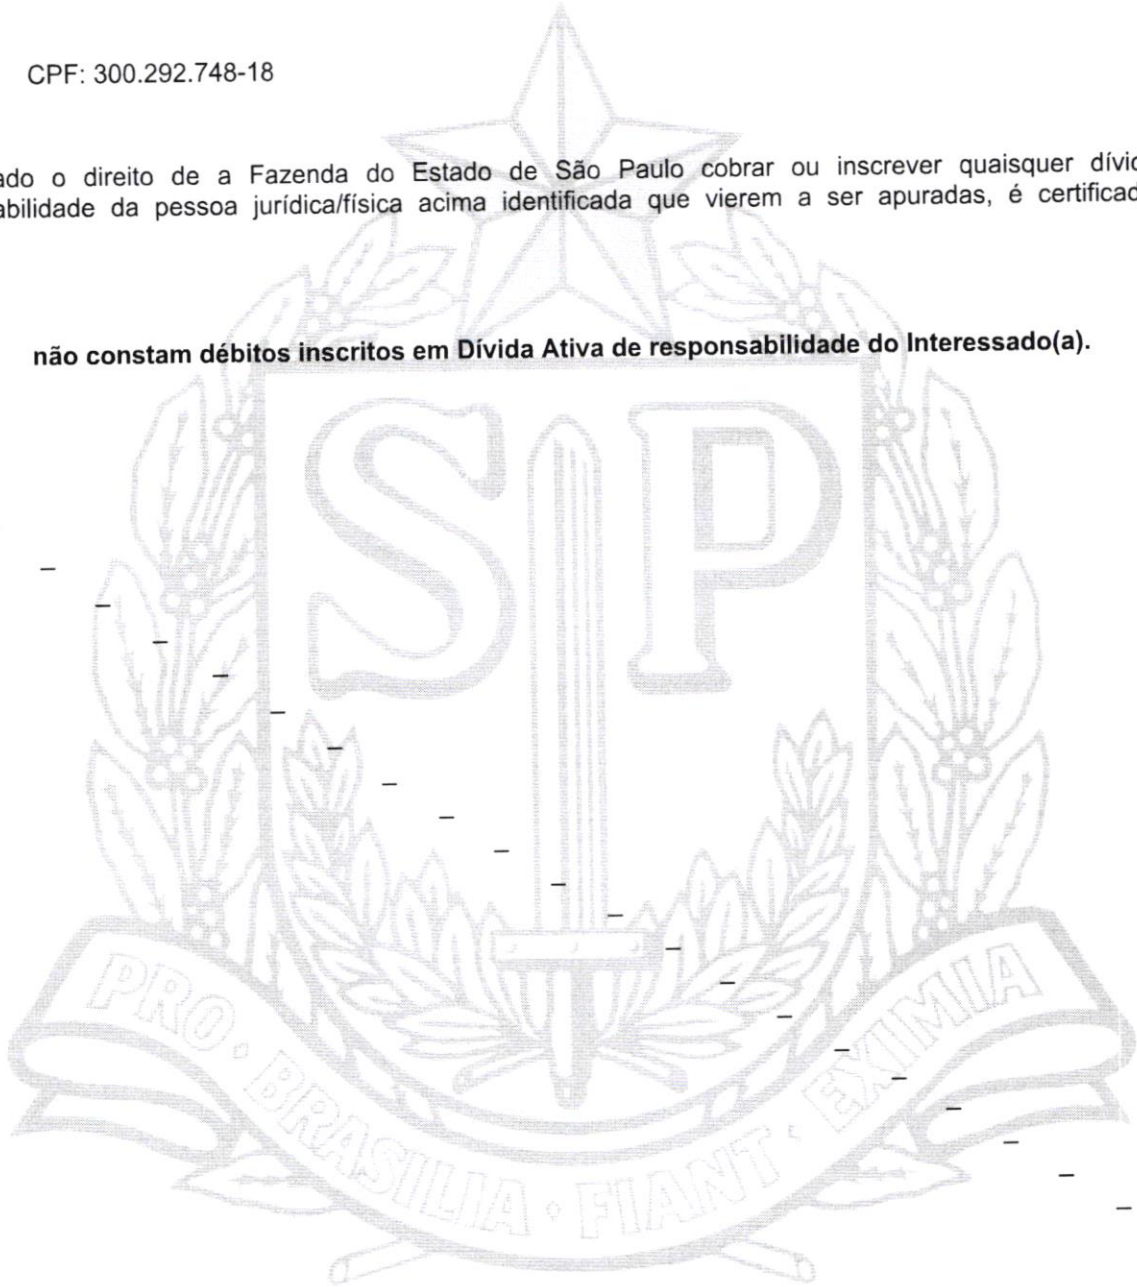 CPF: 300.292.748-18
ado o direito de a Fazenda do Estado de São Paulo cobrar ou inscrever quaisquer
abilidade da pessoa jurídica/física acima identificada que vierem a ser apuradas, é
não constam débitos inscritos em Dívida Ativa de responsabilidade do Interessado(a).
SP
PRO BRASILIA FIANT EXIMIA